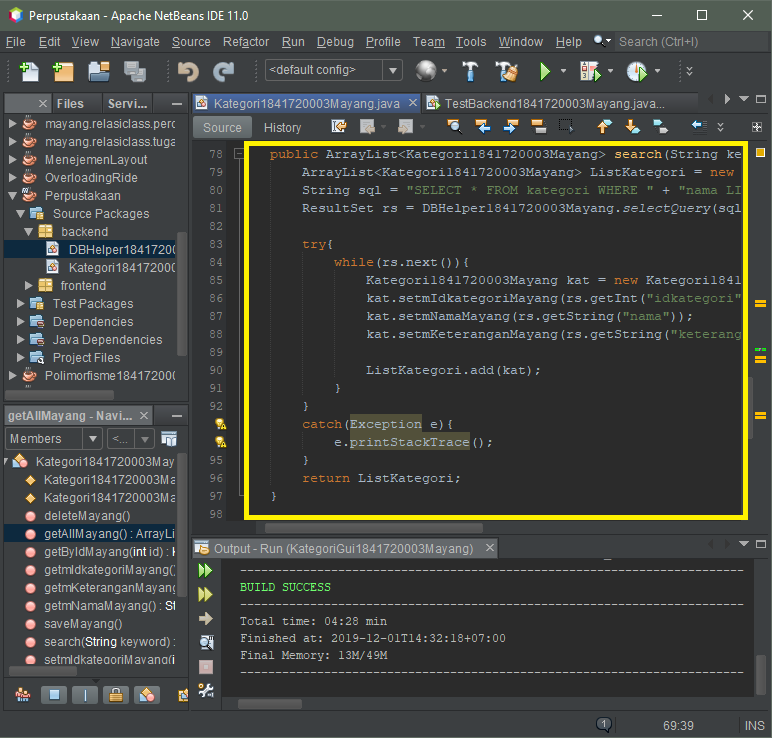 Perpustakaan - Apache NetBeans IDE 11.0
File Edit View Navigate Source Refactor Run Debug Profile Team Tools Window Help Search (Ctrl+I)
<default config>
Files Servi...
mayang.relasiclass.perc
mayang.relasiclass.tuga
MenejemenLayout
OverloadingRide
Perpustakaan
Source Packages
backend
DBHelper1841720
Kategori18417200
frontend
Test Packages
Dependencies
Java Dependencies
Project Files
Polimorfisme18417200
Kategori1841720003Mayang.java TestBackend1841720003Mayang.java...
Source History
78 public ArrayList<Kategori1841720003Mayang> search(String ke
79 ArrayList<Kategori1841720003Mayang> ListKategori = new
80 String sql = "SELECT * FROM kategori WHERE " + "nama LI
81 ResultSet rs = DBHelper1841720003Mayang.selectQuery(sql
82
83 try{
84 while(rs.next()){
85 Kategori1841720003Mayang kat = new Kategori1841
86 kat.setmIdkategoriMayang(rs.getInt("idkategori"
87 kat.setmNamaMayang(rs.getString("nama"));
88 kat.setmKeteranganMayang(rs.getString("keterang
89
90 ListKategori.add(kat);
91 }
92 }
catch(Exception e){
e.printStackTrace();
95 }
96 return ListKategori;
97 }
98
getAllMayang - Navi...
Members <...
Kategori1841720003May
Kategori1841720003Ma
Kategori1841720003Ma
deleteMayang()
getAllMayang() : ArrayLi
getByIdMayang(int id) : K
getmIdkategoriMayang()
getmKeteranganMayang
getmNamaMayang() : St
saveMayang()
search(String keyword) :
setmIdkategoriMayang(i
Output - Run (KategoriGui1841720003Mayang)
------------------------------------------------------------------------
BUILD SUCCESS
------------------------------------------------------------------------
Total time: 04:28 min
Finished at: 2019-12-01T14:32:18+07:00
Final Memory: 13M/49M
------------------------------------------------------------------------
1 69:39 INS